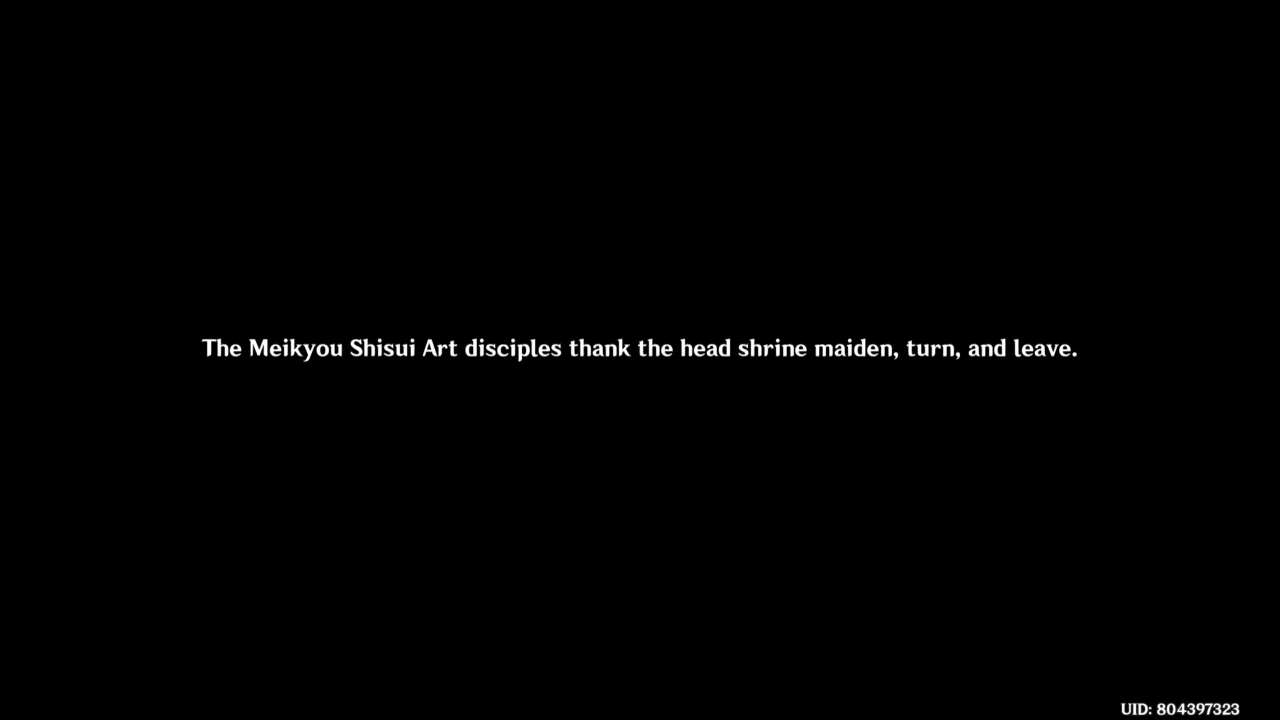 The Meikyou Shisui Art disciples thank the head shrine maiden, turn, and leave.
UID: 804397323